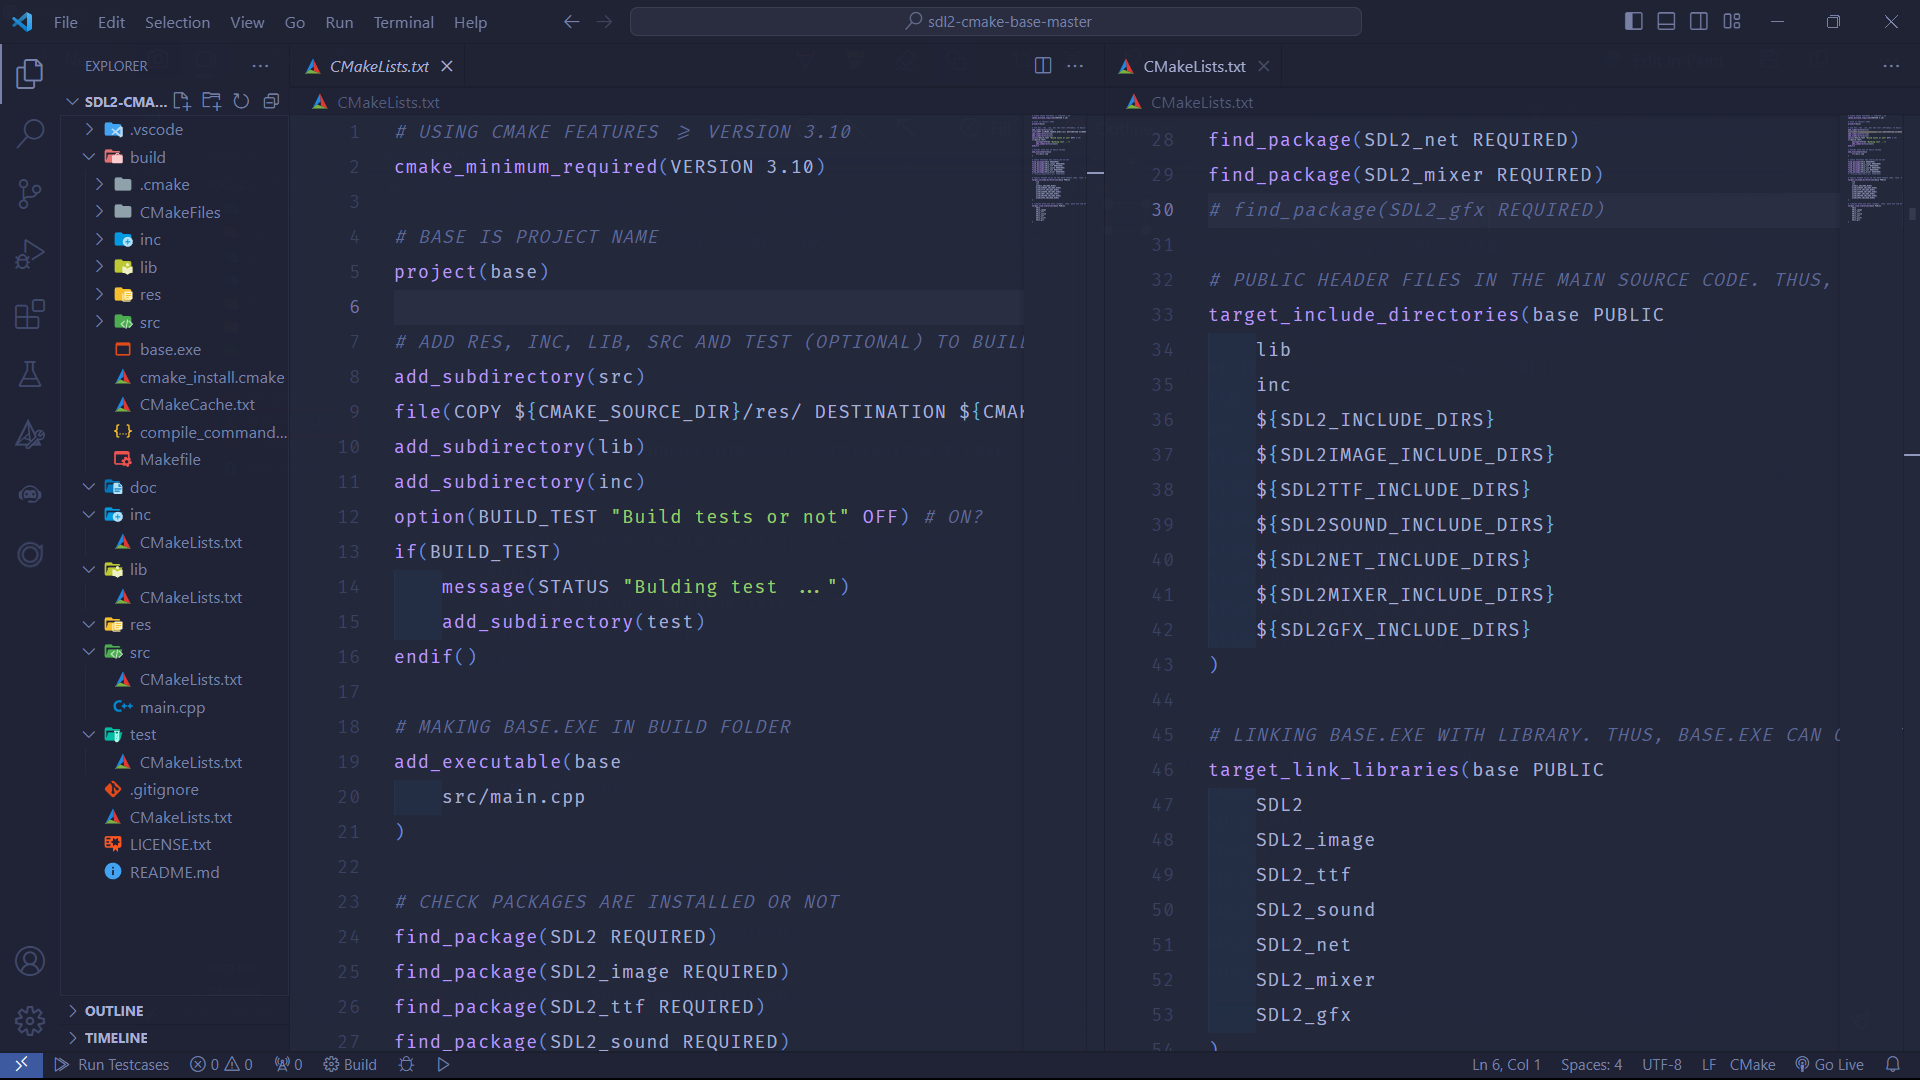 File Edit Selection View Go Run Terminal Help
sdl2-cmake-base-master
EXPLORER
SDL2-CMA...
.vscode
build
.cmake
CMakeFiles
inc
lib
res
src
base.exe
cmake_install.cmake
CMakeCache.txt
compile_command...
Makefile
doc
inc
CMakeLists.txt
lib
CMakeLists.txt
res
src
CMakeLists.txt
main.cpp
test
CMakeLists.txt
.gitignore
CMakeLists.txt
LICENSE.txt
README.md
OUTLINE
TIMELINE
CMakeLists.txt
CMakeLists.txt
1 # USING CMAKE FEATURES >= VERSION 3.10
2 cmake_minimum_required(VERSION 3.10)
3
4 # BASE IS PROJECT NAME
5 project(base)
6
7 # ADD RES, INC, LIB, SRC AND TEST (OPTIONAL) TO BUIL
8 add_subdirectory(src)
9 file(COPY ${CMAKE_SOURCE_DIR}/res/ DESTINATION ${CMAK
10 add_subdirectory(lib)
11 add_subdirectory(inc)
12 option(BUILD_TEST "Build tests or not" OFF) # ON?
13 if(BUILD_TEST)
14 message(STATUS "Bulding test ...")
15 add_subdirectory(test)
16 endif()
17
18 # MAKING BASE.EXE IN BUILD FOLDER
19 add_executable(base
20 src/main.cpp
21 )
22
23 # CHECK PACKAGES ARE INSTALLED OR NOT
24 find_package(SDL2 REQUIRED)
25 find_package(SDL2_image REQUIRED)
26 find_package(SDL2_ttf REQUIRED)
27 find_package(SDL2_sound REQUIRED)
CMakeLists.txt
CMakeLists.txt
28 find_package(SDL2_net REQUIRED)
29 find_package(SDL2_mixer REQUIRED)
30 # find_package(SDL2_gfx REQUIRED)
31
32 # PUBLIC HEADER FILES IN THE MAIN SOURCE CODE. THUS,
33 target_include_directories(base PUBLIC
34 lib
35 inc
36 ${SDL2_INCLUDE_DIRS}
37 ${SDL2IMAGE_INCLUDE_DIRS}
38 ${SDL2TTF_INCLUDE_DIRS}
39 ${SDL2SOUND_INCLUDE_DIRS}
40 ${SDL2NET_INCLUDE_DIRS}
41 ${SDL2MIXER_INCLUDE_DIRS}
42 ${SDL2GFX_INCLUDE_DIRS}
43 )
44
45 # LINKING BASE.EXE WITH LIBRARY. THUS, BASE.EXE CAN
46 target_link_libraries(base PUBLIC
47 SDL2
48 SDL2_image
49 SDL2_ttf
50 SDL2_sound
51 SDL2_net
52 SDL2_mixer
53 SDL2_gfx
54 )
Run Testcases 0 0 0 Build
Ln 6, Col 1 Spaces: 4 UTF-8 LF CMake Go Live